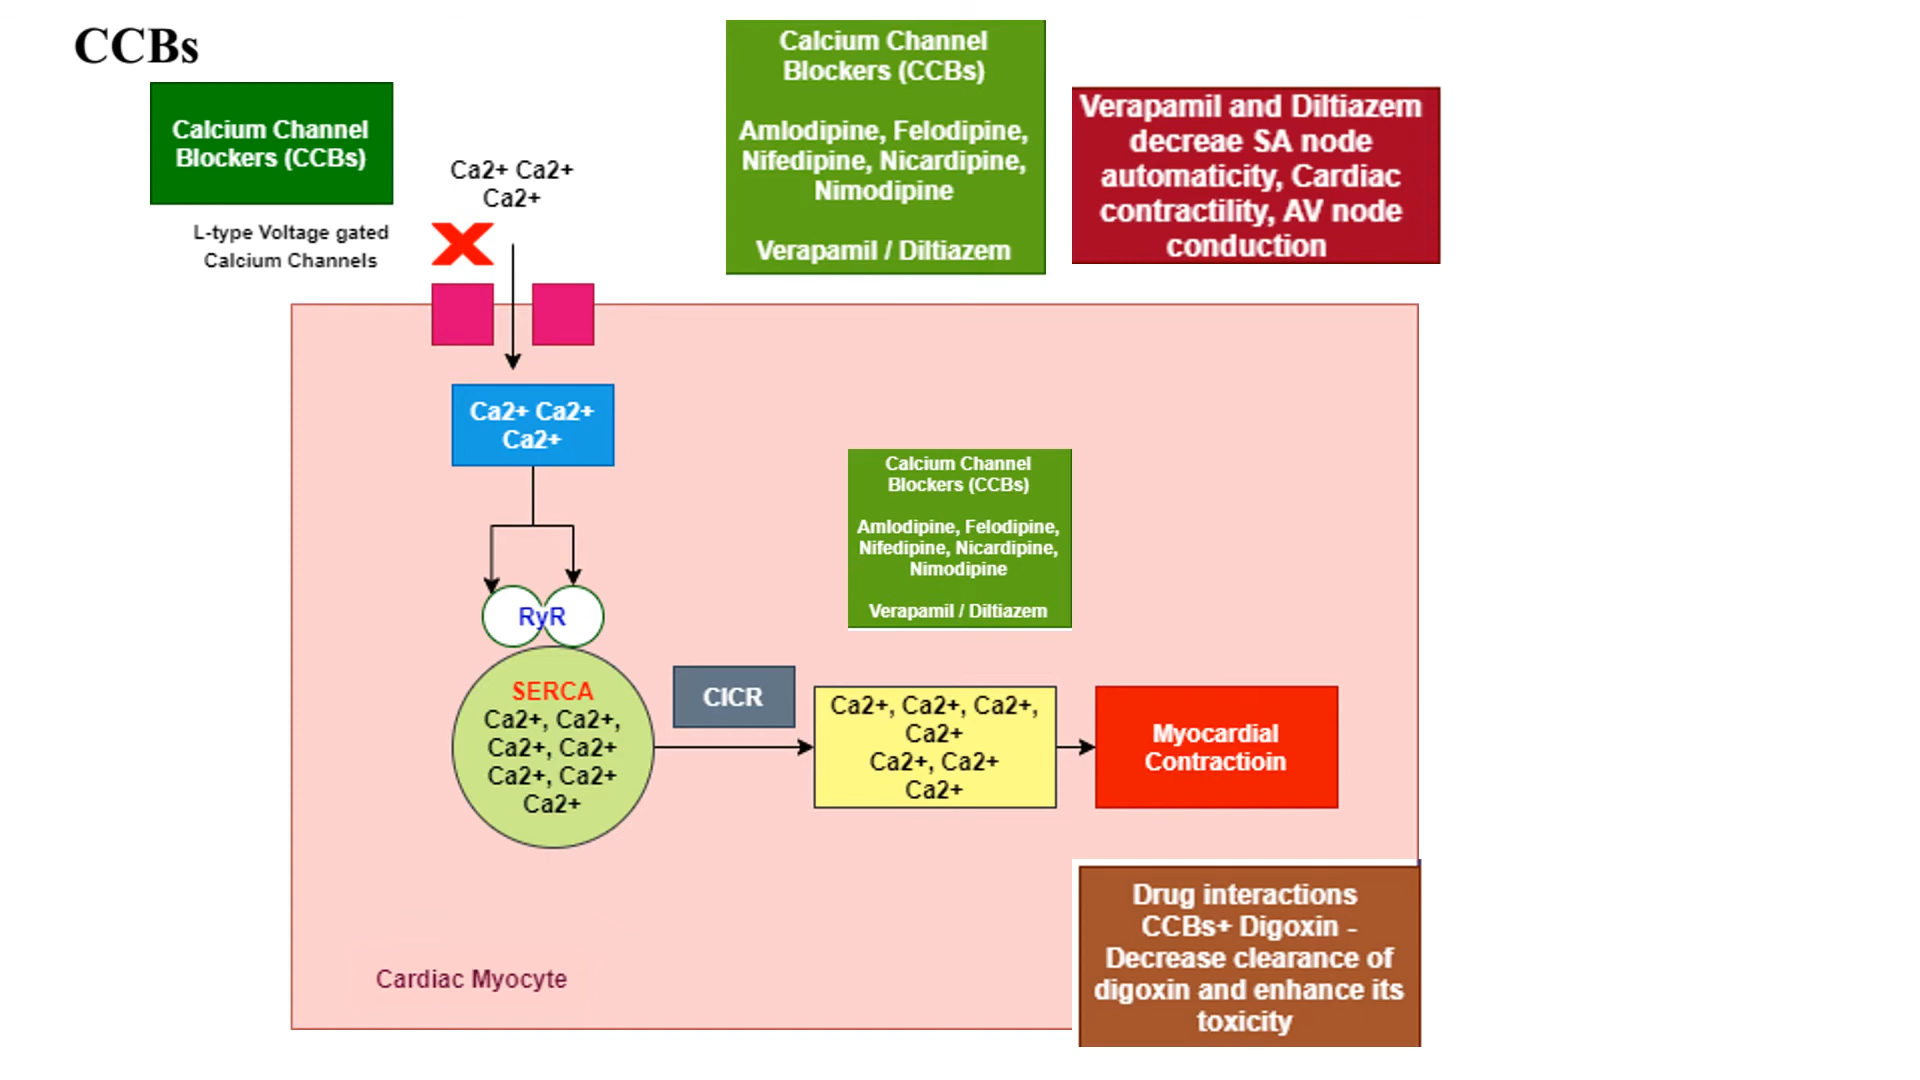 CCBs
Calcium Channel
Blockers (CCBs)
L-type Voltage gated
Calcium Channels
Ca2+ Ca2+
Ca2+
Calcium Channel
Blockers (CCBs)
Amlodipine, Felodipine,
Nifedipine, Nicardipine,
Nimodipine
Verapamil / Diltiazem
Verapamil and Diltiazem
decreae SA node
automaticity, Cardiac
contractility, AV node
conduction
Ca2+ Ca2+
Ca2+
RyR
SERCA
Ca2+, Ca2+,
Ca2+, Ca2+
Ca2+, Ca2+
Ca2+
CICR
Calcium Channel
Blockers (CCBs)
Amlodipine, Felodipine,
Nifedipine, Nicardipine,
Nimodipine
Verapamil / Diltiazem
Ca2+, Ca2+, Ca2+,
Ca2+
Ca2+, Ca2+
Ca2+
Myocardial
Contractioin
Cardiac Myocyte
Drug interactions
CCBs+ Digoxin -
Decrease clearance of
digoxin and enhance its
toxicity